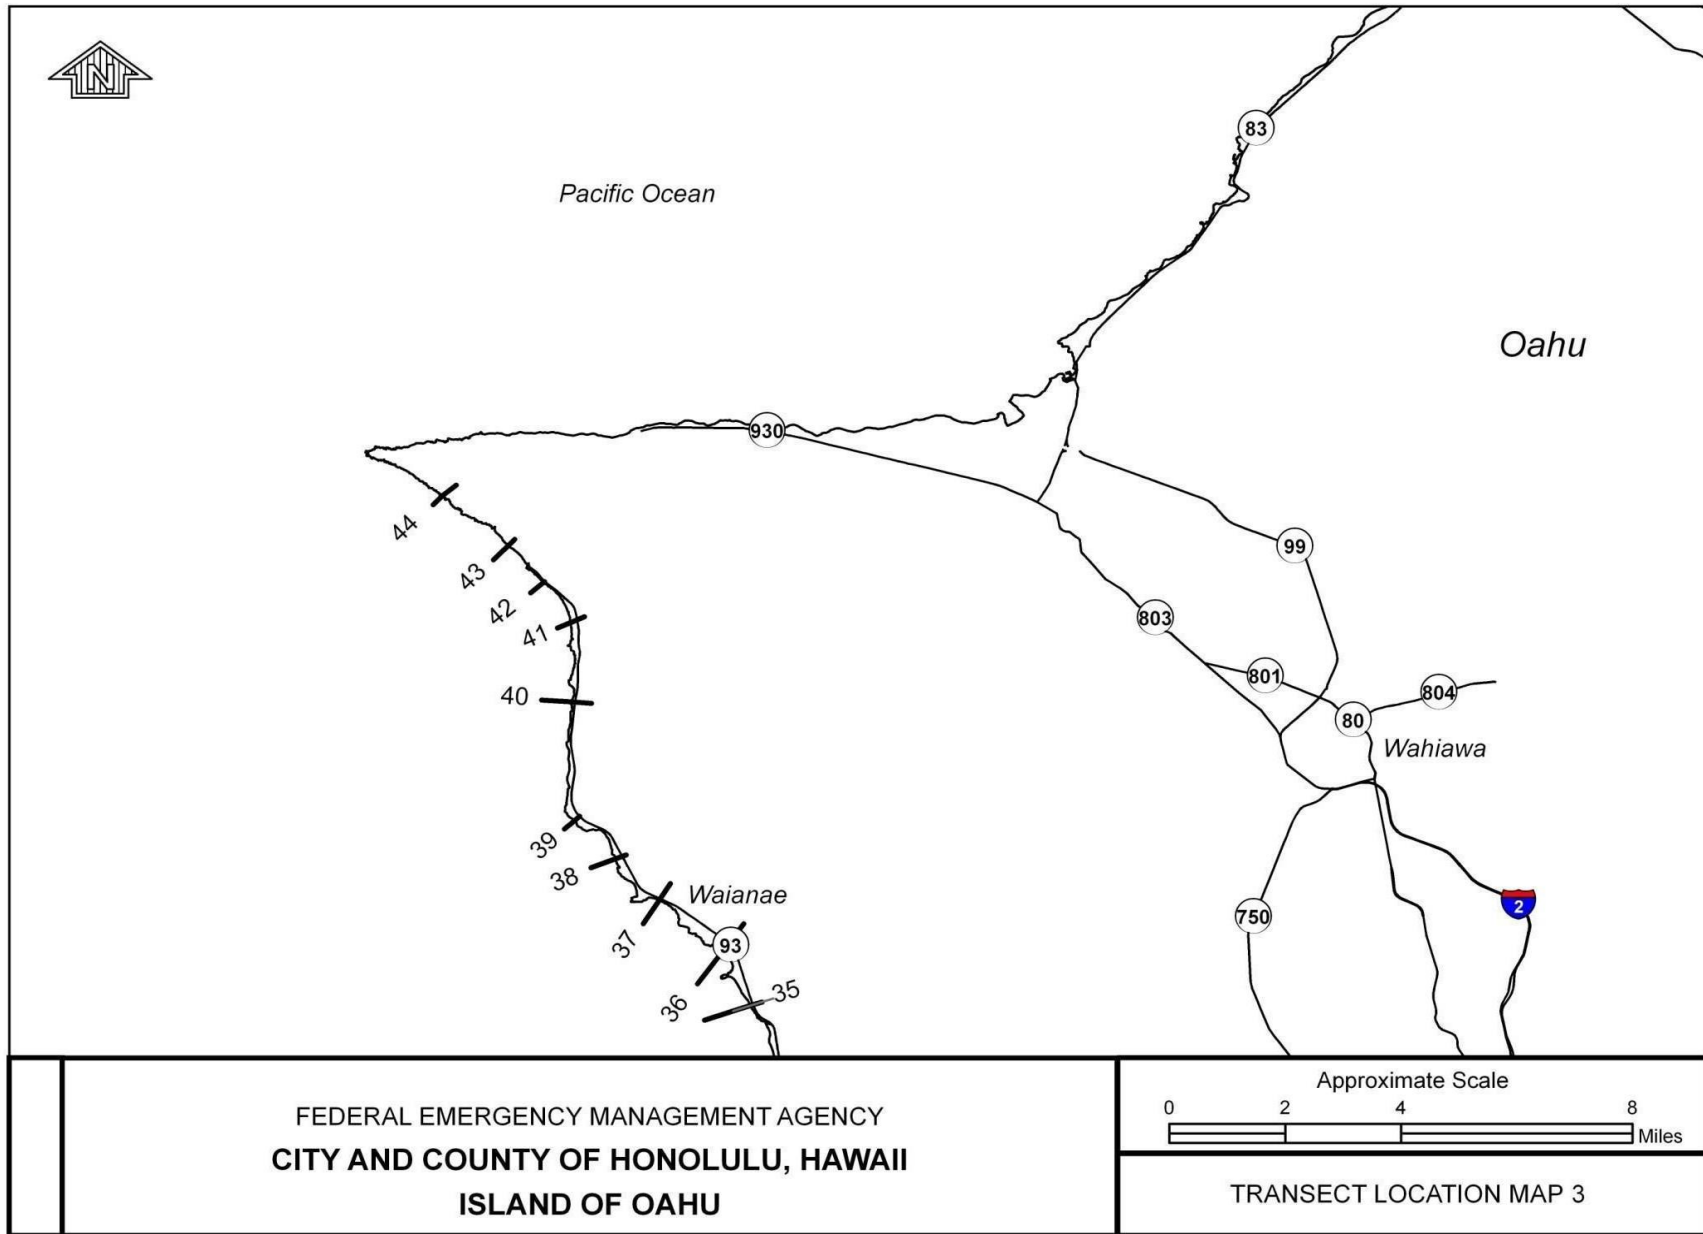 N
83
Pacific Ocean
Oahu
930
44
43
99
42
41
803
801
40
804
80
Wahiawa
39
38
Waianae
2
750
37
93
36
35
FEDERAL EMERGENCY MANAGEMENT AGENCY
CITY AND COUNTY OF HONOLULU, HAWAII
ISLAND OF OAHU
Approximate Scale
0 2 4 8
Miles
TRANSECT LOCATION MAP 3